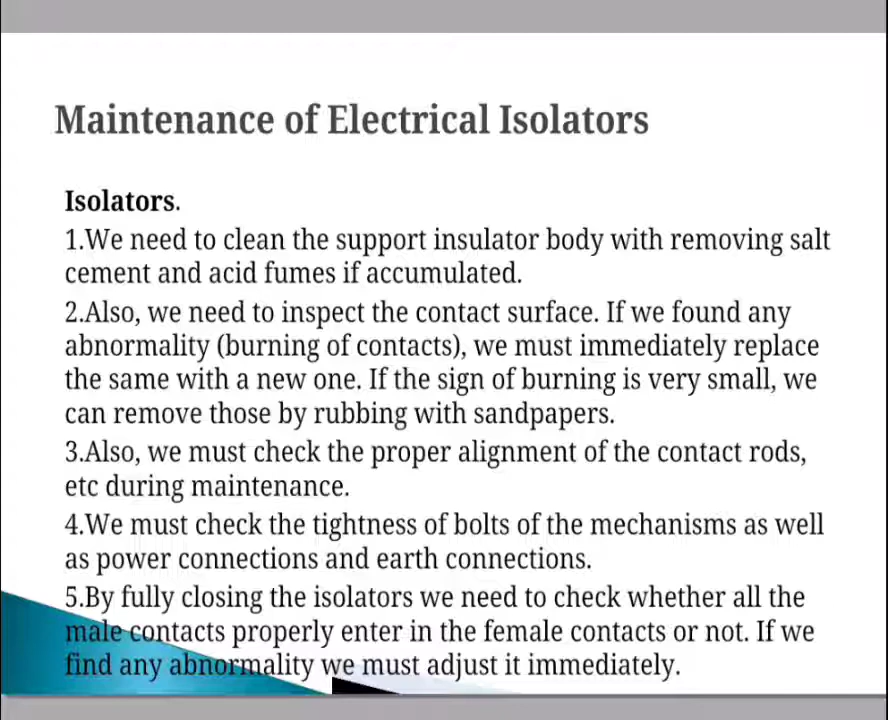 Maintenance of Electrical Isolators
Isolators.
1.We need to clean the support insulator body with removing salt
cement and acid fumes if accumulated.
2.Also, we need to inspect the contact surface. If we found any
abnormality (burning of contacts), we must immediately replace
the same with a new one. If the sign of burning is very small, we
can remove those by rubbing with sandpapers.
3.Also, we must check the proper alignment of the contact rods,
etc during maintenance.
4.We must check the tightness of bolts of the mechanisms as well
as power connections and earth connections.
5.By fully closing the isolators we need to check whether all the
male contacts properly enter in the female contacts or not. If we
find any abnormality we must adjust it immediately.